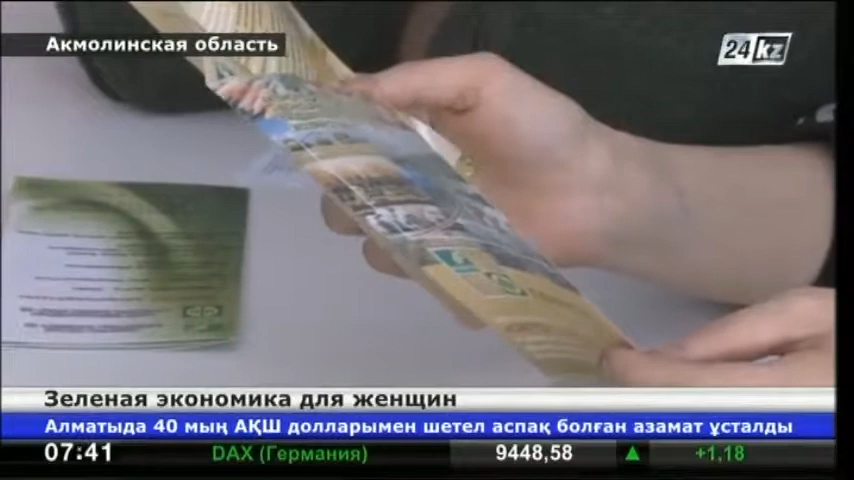 Акмолинская область
24kz
Зеленая экономика для женщин
Алматыда 40 мың АҚШ долларымен шетел аспақ болған азамат ұсталды
07:41 DAX (Германия) 9448,58 ▲ +1,18